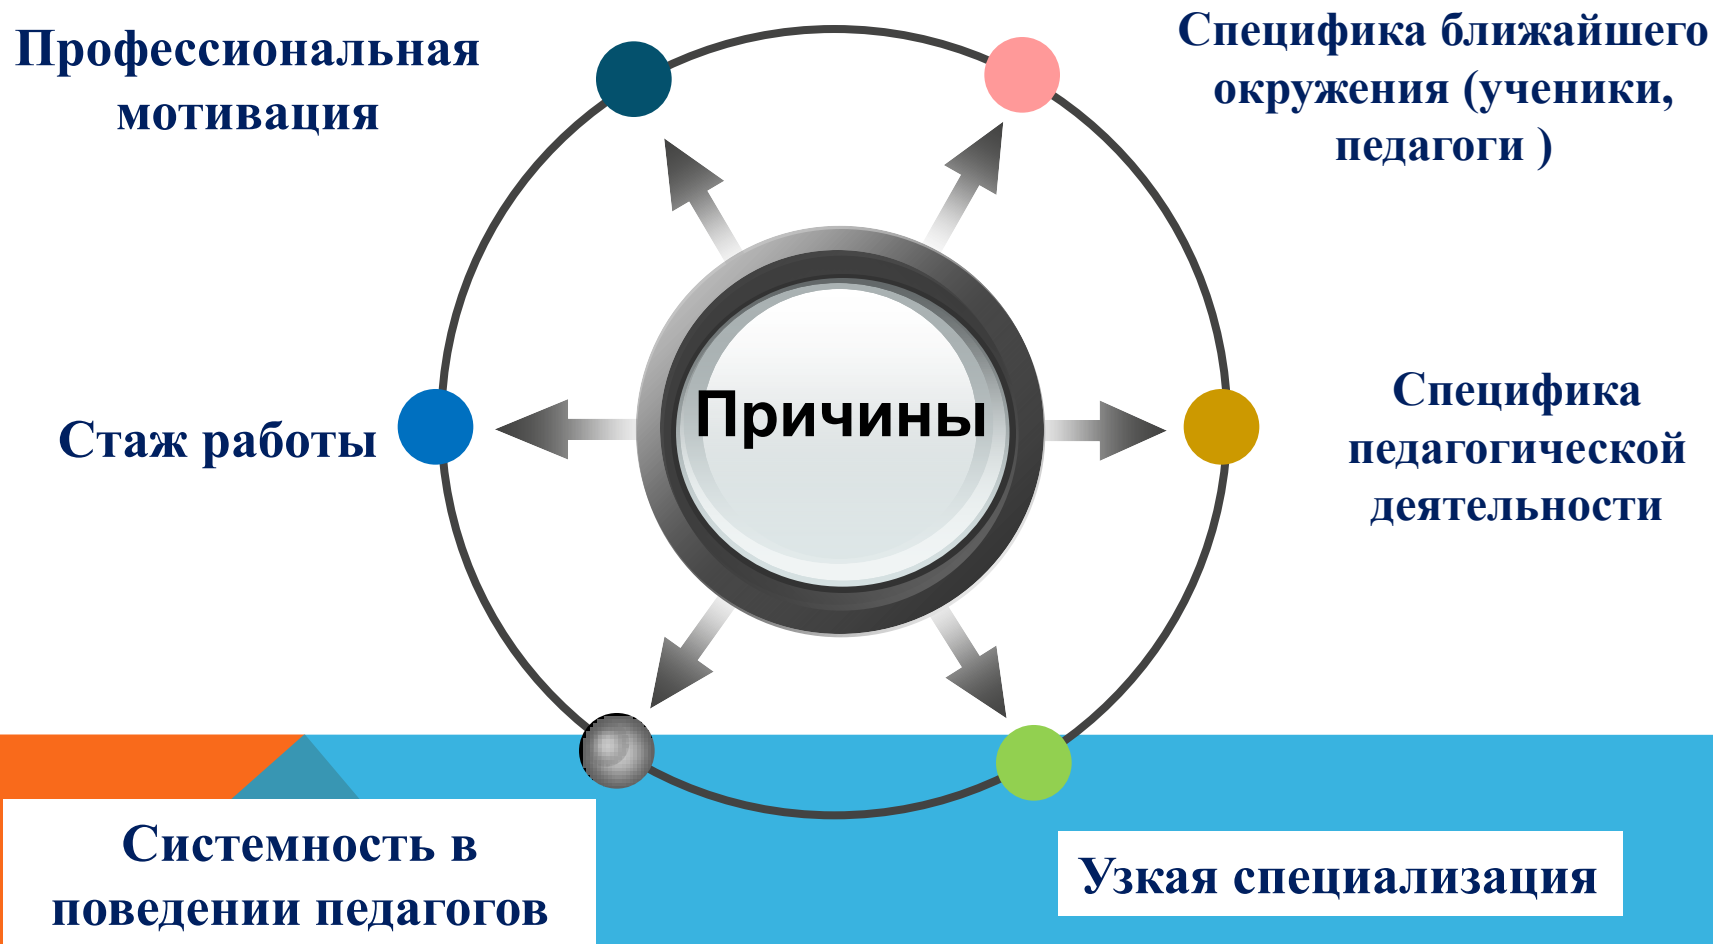 Профессиональная
мотивация
Специфика ближайшего
окружения (ученики,
педагоги )
Стаж работы
Причины
Специфика
педагогической
деятельности
Системность в
поведении педагогов
Узкая специализация